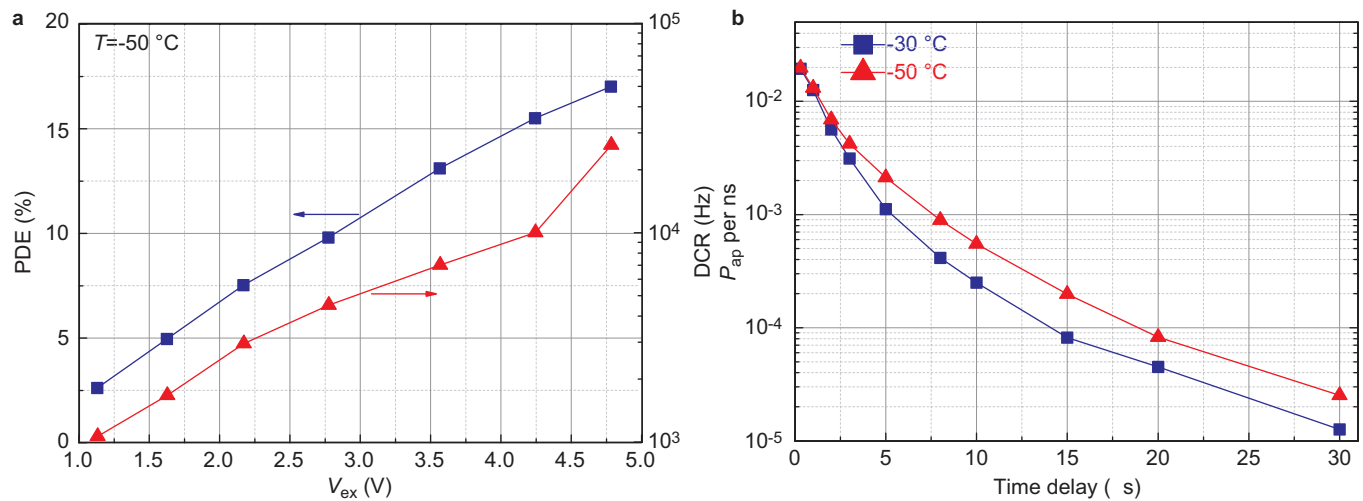 a
T=-50 °C
PDE (%)
20
15
10
5
0
1.0 1.5 2.0 2.5 3.0 3.5 4.0 4.5 5.0
V_ex (V)
10^5
10^4
10^3
DCR (Hz)
b
-30 °C
-50 °C
P_ap per ns
10^-2
10^-3
10^-4
10^-5
0 5 10 15 20 25 30
Time delay ( s)